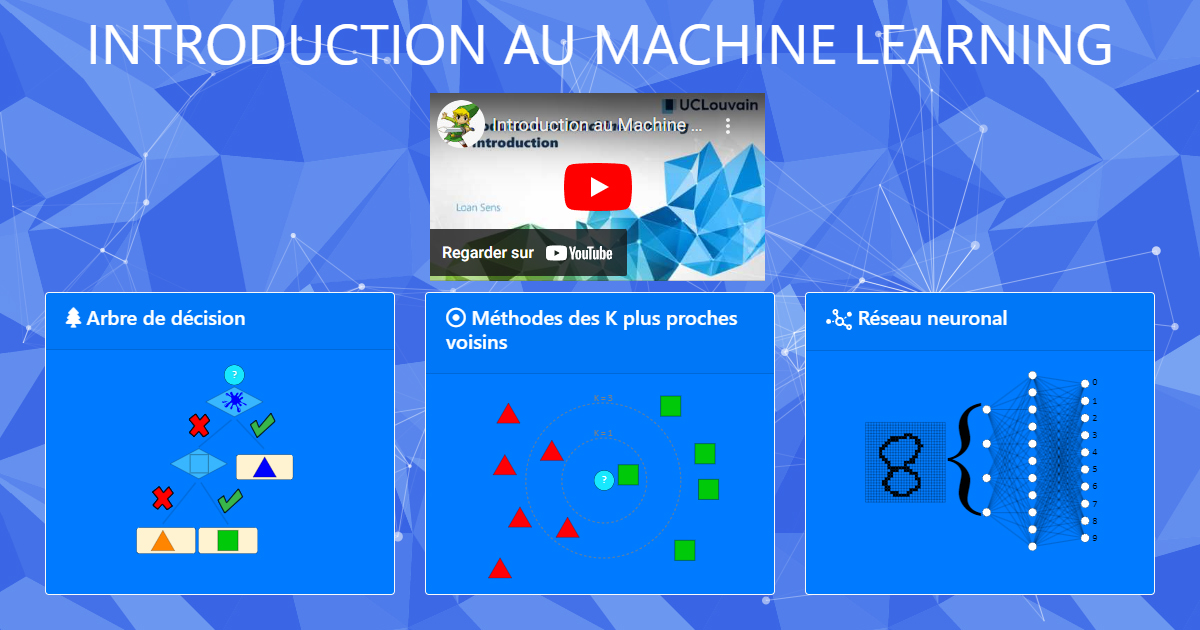 INTRODUCTION AU MACHINE LEARNING
UCLouvain
Introduction au Machine ...
Introduction
Loan Sens
Regarder sur YouTube
Arbre de décision
?
Méthodes des K plus proches
voisins
K = 3
K = 1
?
Réseau neuronal
0
1
2
3
4
5
6
7
8
9